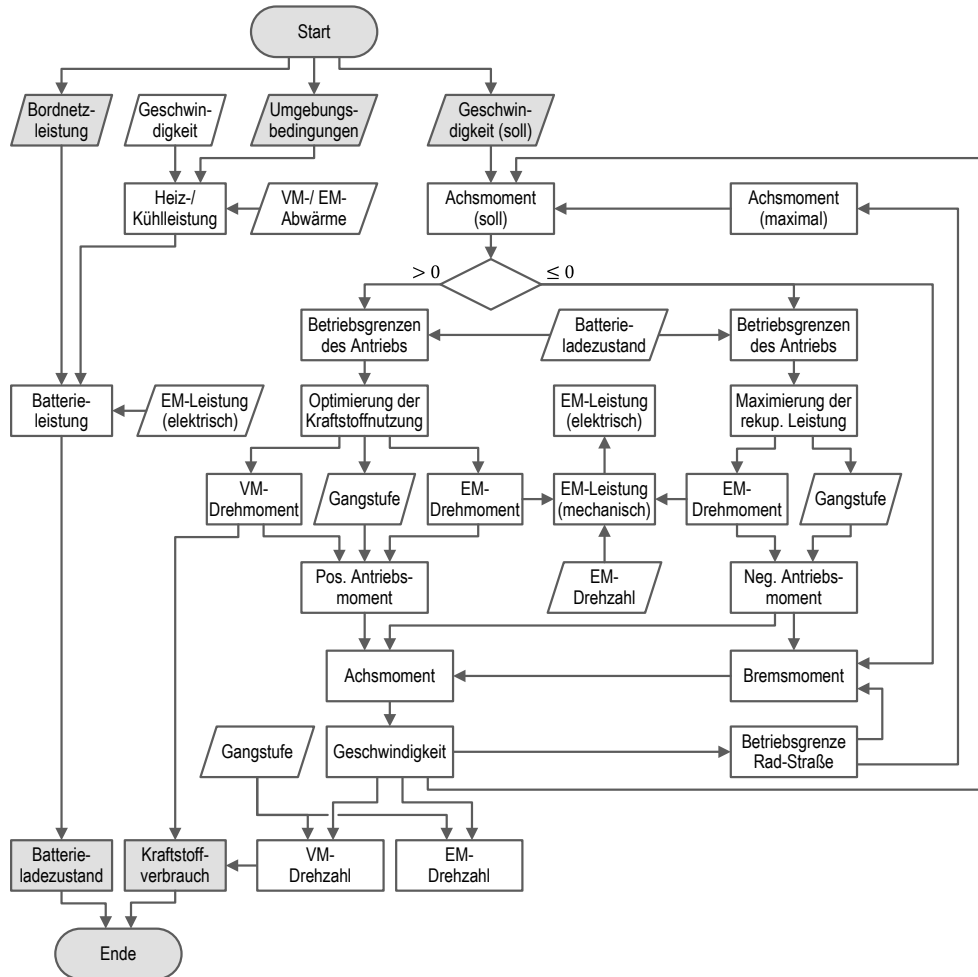 Start
Bordnetz-
leistung
Geschwin-
digkeit
Umgebungs-
bedingungen
Geschwin-
digkeit (soll)
Heiz-/
Kühlleistung
VM-/ EM-
Abwärme
Achsmoment
(soll)
Achsmoment
(maximal)
> 0
≤ 0
Betriebsgrenzen
des Antriebs
Batterie-
ladezustand
Betriebsgrenzen
des Antriebs
Batterie-
leistung
EM-Leistung
(elektrisch)
Optimierung der
Kraftstoffnutzung
EM-Leistung
(elektrisch)
Maximierung der
rekup. Leistung
VM-
Drehmoment
Gangstufe
EM-
Drehmoment
EM-Leistung
(mechanisch)
EM-
Drehmoment
Gangstufe
Pos. Antriebs-
moment
EM-
Drehzahl
Neg. Antriebs-
moment
Achsmoment
Bremsmoment
Gangstufe
Geschwindigkeit
Betriebsgrenze
Rad-Straße
Batterie-
ladezustand
Kraftstoff-
verbrauch
VM-
Drehzahl
EM-
Drehzahl
Ende